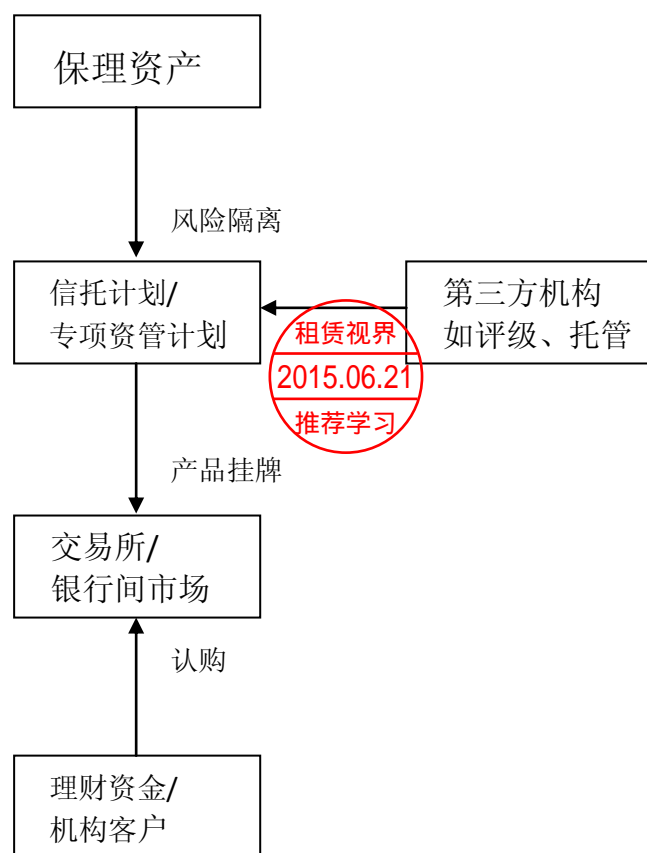 保理资产
风险隔离
信托计划/
专项资管计划
第三方机构
如评级、托管
租赁视界
2015.06.21
推荐学习
产品挂牌
交易所/
银行间市场
认购
理财资金/
机构客户